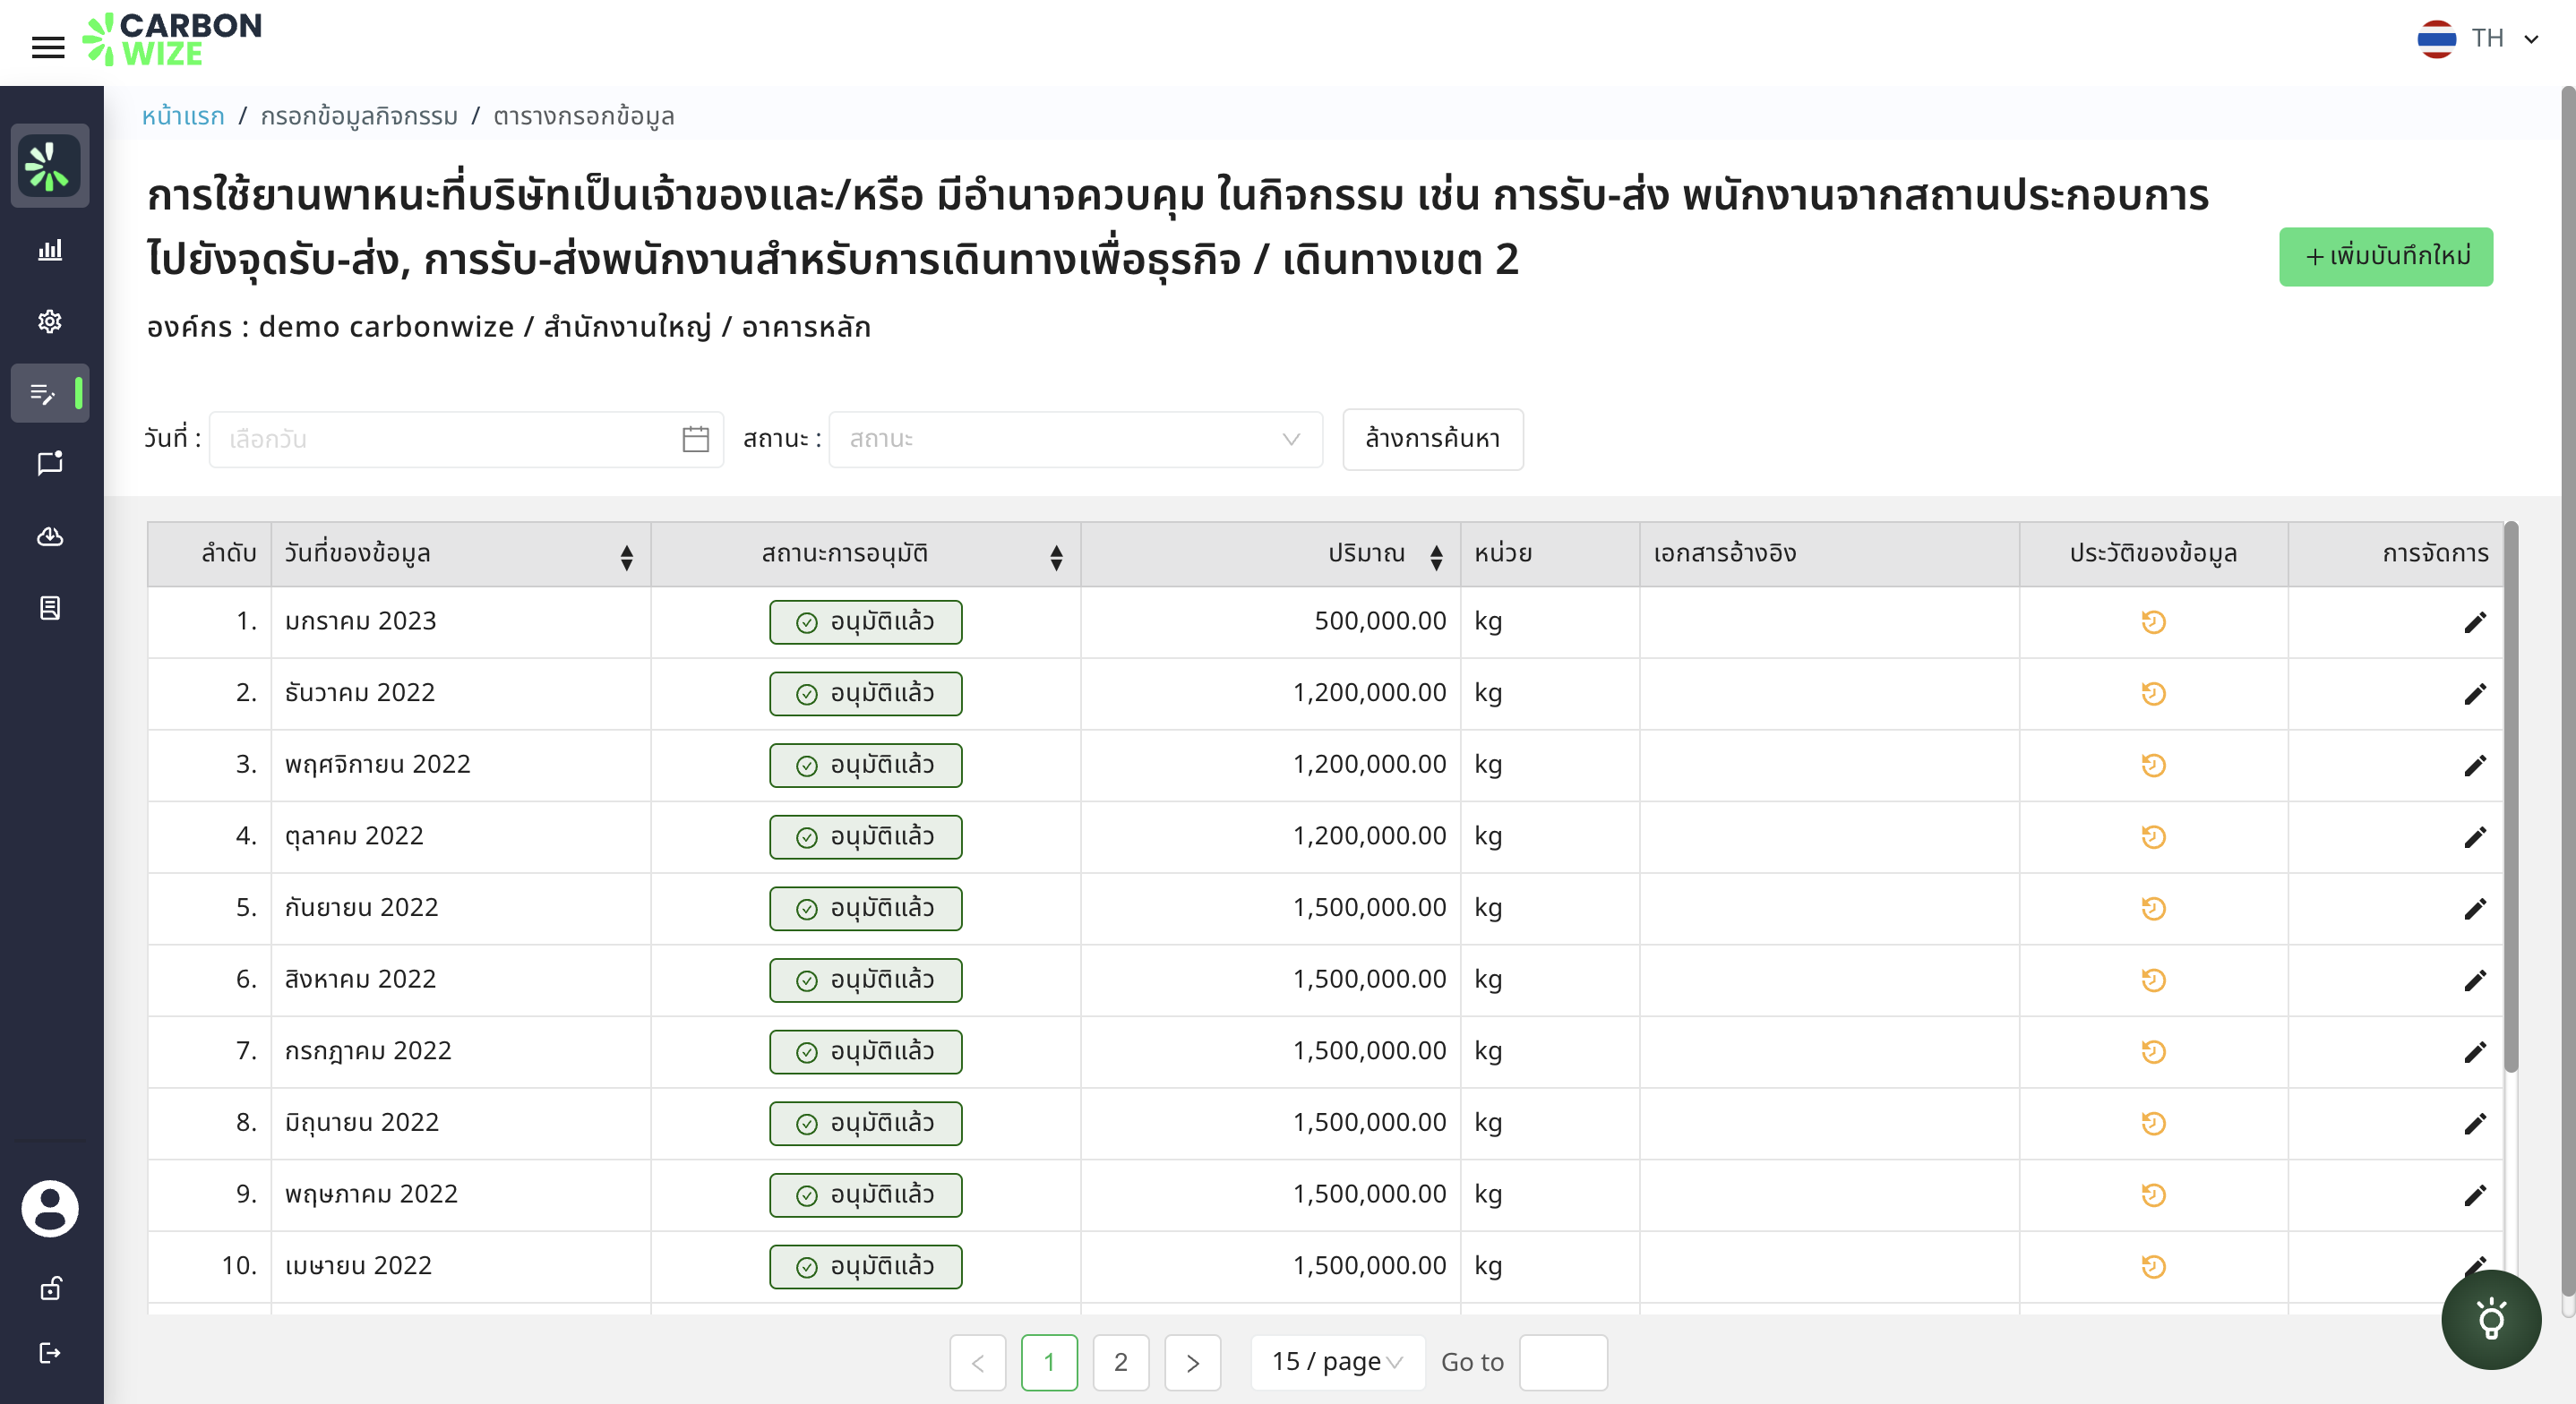 CARBON
WIZE
TH
หน้าแรก / กรอกข้อมูลกิจกรรม / ตารางกรอกข้อมูล
การใช้ยานพาหนะที่บริษัทเป็นเจ้าของและ/หรือ มีอำนาจควบคุม ในกิจกรรม เช่น การรับ-ส่ง พนักงานจากสถานประกอบการ
ไปยังจุดรับ-ส่ง, การรับ-ส่งพนักงานสำหรับการเดินทางเพื่อธุรกิจ / เดินทางเขต 2
+ เพิ่มบันทึกใหม่
องค์กร : demo carbonwize / สำนักงานใหญ่ / อาคารหลัก
วันที่ : เลือกวัน สถานะ : สถานะ ล้างการค้นหา
ลำดับ วันที่ของข้อมูล สถานะการอนุมัติ ปริมาณ หน่วย เอกสารอ้างอิง ประวัติของข้อมูล การจัดการ
1. มกราคม 2023 อนุมัติแล้ว 500,000.00 kg
2. ธันวาคม 2022 อนุมัติแล้ว 1,200,000.00 kg
3. พฤศจิกายน 2022 อนุมัติแล้ว 1,200,000.00 kg
4. ตุลาคม 2022 อนุมัติแล้ว 1,200,000.00 kg
5. กันยายน 2022 อนุมัติแล้ว 1,500,000.00 kg
6. สิงหาคม 2022 อนุมัติแล้ว 1,500,000.00 kg
7. กรกฎาคม 2022 อนุมัติแล้ว 1,500,000.00 kg
8. มิถุนายน 2022 อนุมัติแล้ว 1,500,000.00 kg
9. พฤษภาคม 2022 อนุมัติแล้ว 1,500,000.00 kg
10. เมษายน 2022 อนุมัติแล้ว 1,500,000.00 kg
< 1 2 > 15 / page Go to